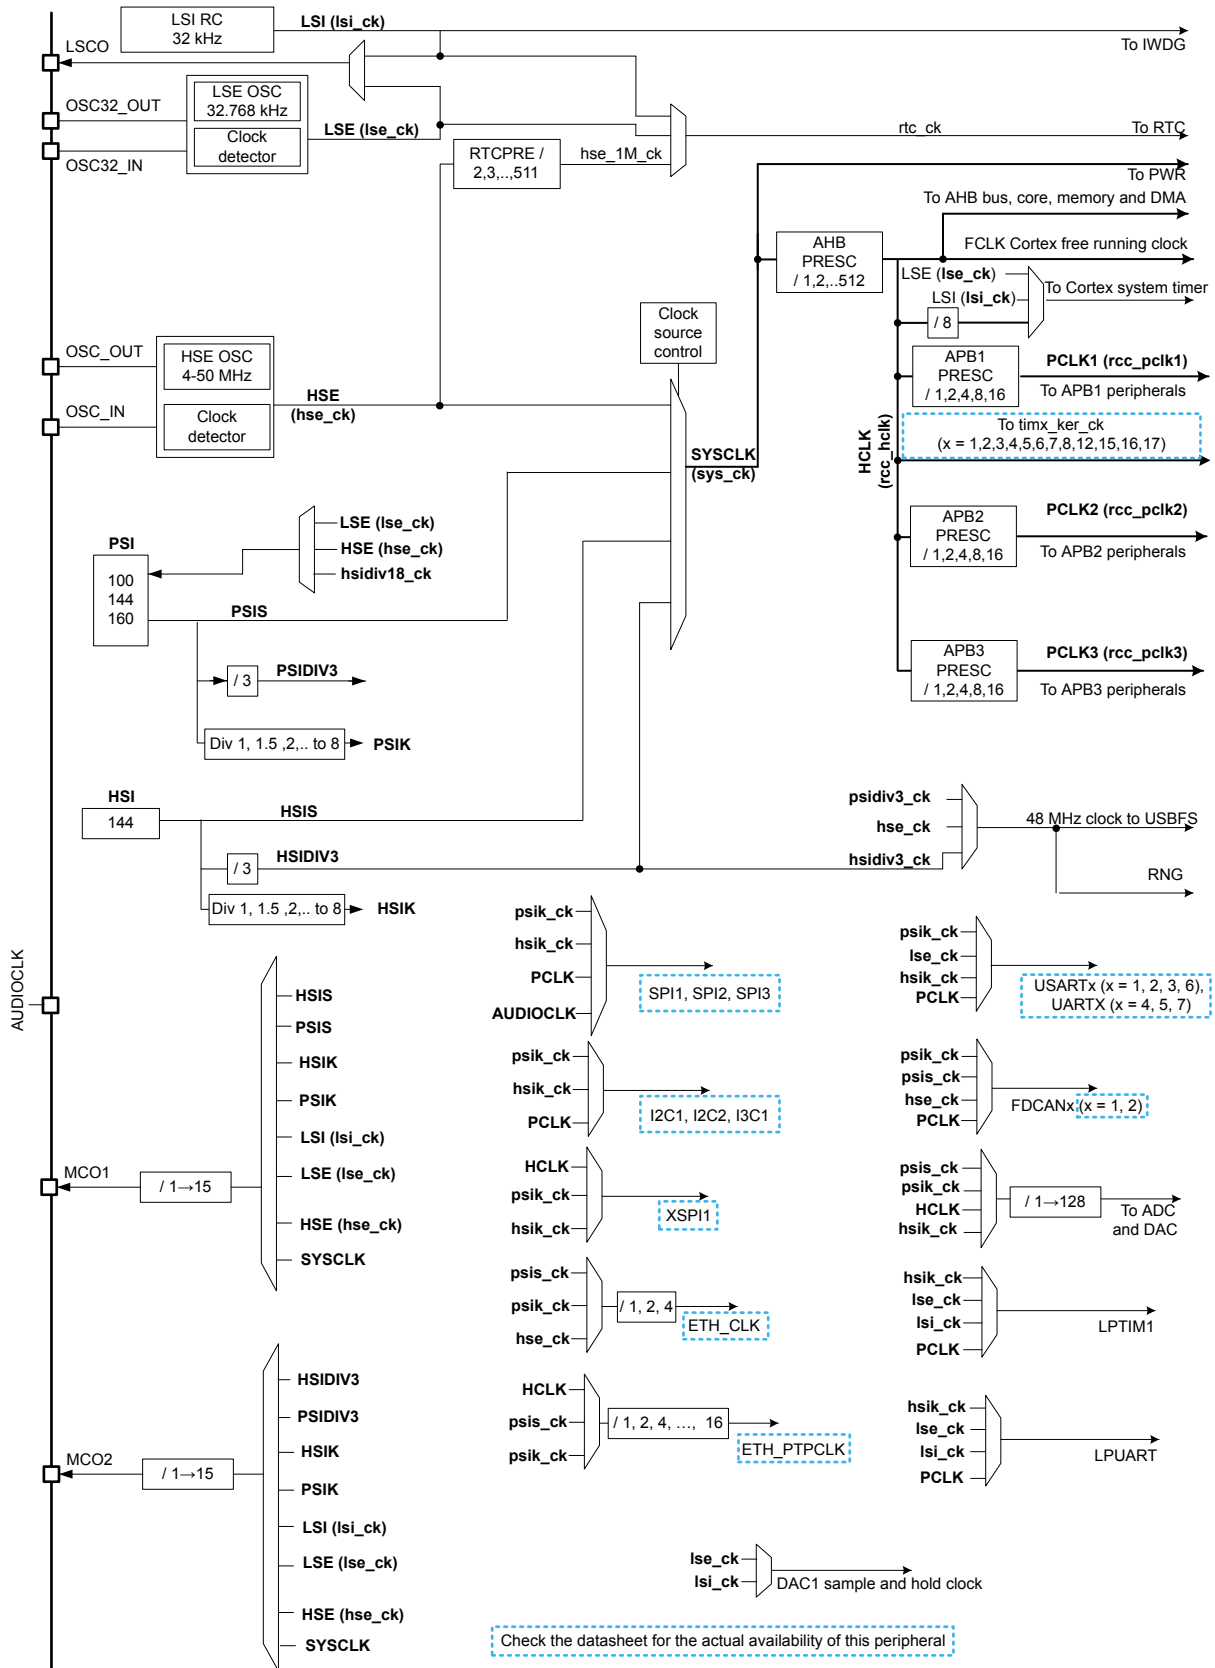 LSI RC
32 kHz
LSI (lsi_ck)
To IWDG
LSCO
OSC32_OUT
LSE OSC
32.768 kHz
Clock
detector
LSE (lse_ck)
OSC32_IN
RTCPRE /
2,3,..,511
hse_1M_ck
rtc_ck
To RTC
To PWR
To AHB bus, core, memory and DMA
AHB
PRESC
/ 1,2,..512
FCLK Cortex free running clock
LSE (lse_ck)
LSI (lsi_ck)
To Cortex system timer
/ 8
Clock
source
control
OSC_OUT
HSE OSC
4-50 MHz
OSC_IN
Clock
detector
HSE
(hse_ck)
APB1
PRESC
/ 1,2,4,8,16
PCLK1 (rcc_pclk1)
To APB1 peripherals
To timx_ker_ck
(x = 1,2,3,4,5,6,7,8,12,15,16,17)
HCLK
(rcc_hclk)
SYSCLK
(sys_ck)
APB2
PRESC
/ 1,2,4,8,16
PCLK2 (rcc_pclk2)
To APB2 peripherals
LSE (lse_ck)
HSE (hse_ck)
hsidiv18_ck
PSI
100
144
160
PSIS
/ 3
PSIDIV3
Div 1, 1.5 ,2,.. to 8
PSIK
APB3
PRESC
/ 1,2,4,8,16
PCLK3 (rcc_pclk3)
To APB3 peripherals
HSI
144
HSIS
/ 3
HSIDIV3
Div 1, 1.5 ,2,.. to 8
HSIK
psidiv3_ck
hse_ck
hsidiv3_ck
48 MHz clock to USBFS
RNG
AUDIOCLK
psik_ck
hsik_ck
PCLK
AUDIOCLK
SPI1, SPI2, SPI3
psik_ck
lse_ck
hsik_ck
PCLK
USARTx (x = 1, 2, 3, 6),
UARTX (x = 4, 5, 7)
HSIS
PSIS
HSIK
PSIK
LSI (lsi_ck)
LSE (lse_ck)
HSE (hse_ck)
SYSCLK
MCO1
/ 1→15
psik_ck
hsik_ck
PCLK
I2C1, I2C2, I3C1
psik_ck
psis_ck
hse_ck
PCLK
FDCANx (x = 1, 2)
HCLK
psik_ck
hsik_ck
XSPI1
psis_ck
psik_ck
HCLK
hsik_ck
/ 1→128
To ADC
and DAC
psis_ck
psik_ck
hse_ck
/ 1, 2, 4
ETH_CLK
hsik_ck
lse_ck
lsi_ck
PCLK
LPTIM1
HSIDIV3
PSIDIV3
HSIK
PSIK
LSI (lsi_ck)
LSE (lse_ck)
HSE (hse_ck)
SYSCLK
MCO2
/ 1→15
HCLK
psis_ck
psik_ck
/ 1, 2, 4, …, 16
ETH_PTPCLK
hsik_ck
lse_ck
lsi_ck
PCLK
LPUART
lse_ck
lsi_ck
DAC1 sample and hold clock
Check the datasheet for the actual availability of this peripheral